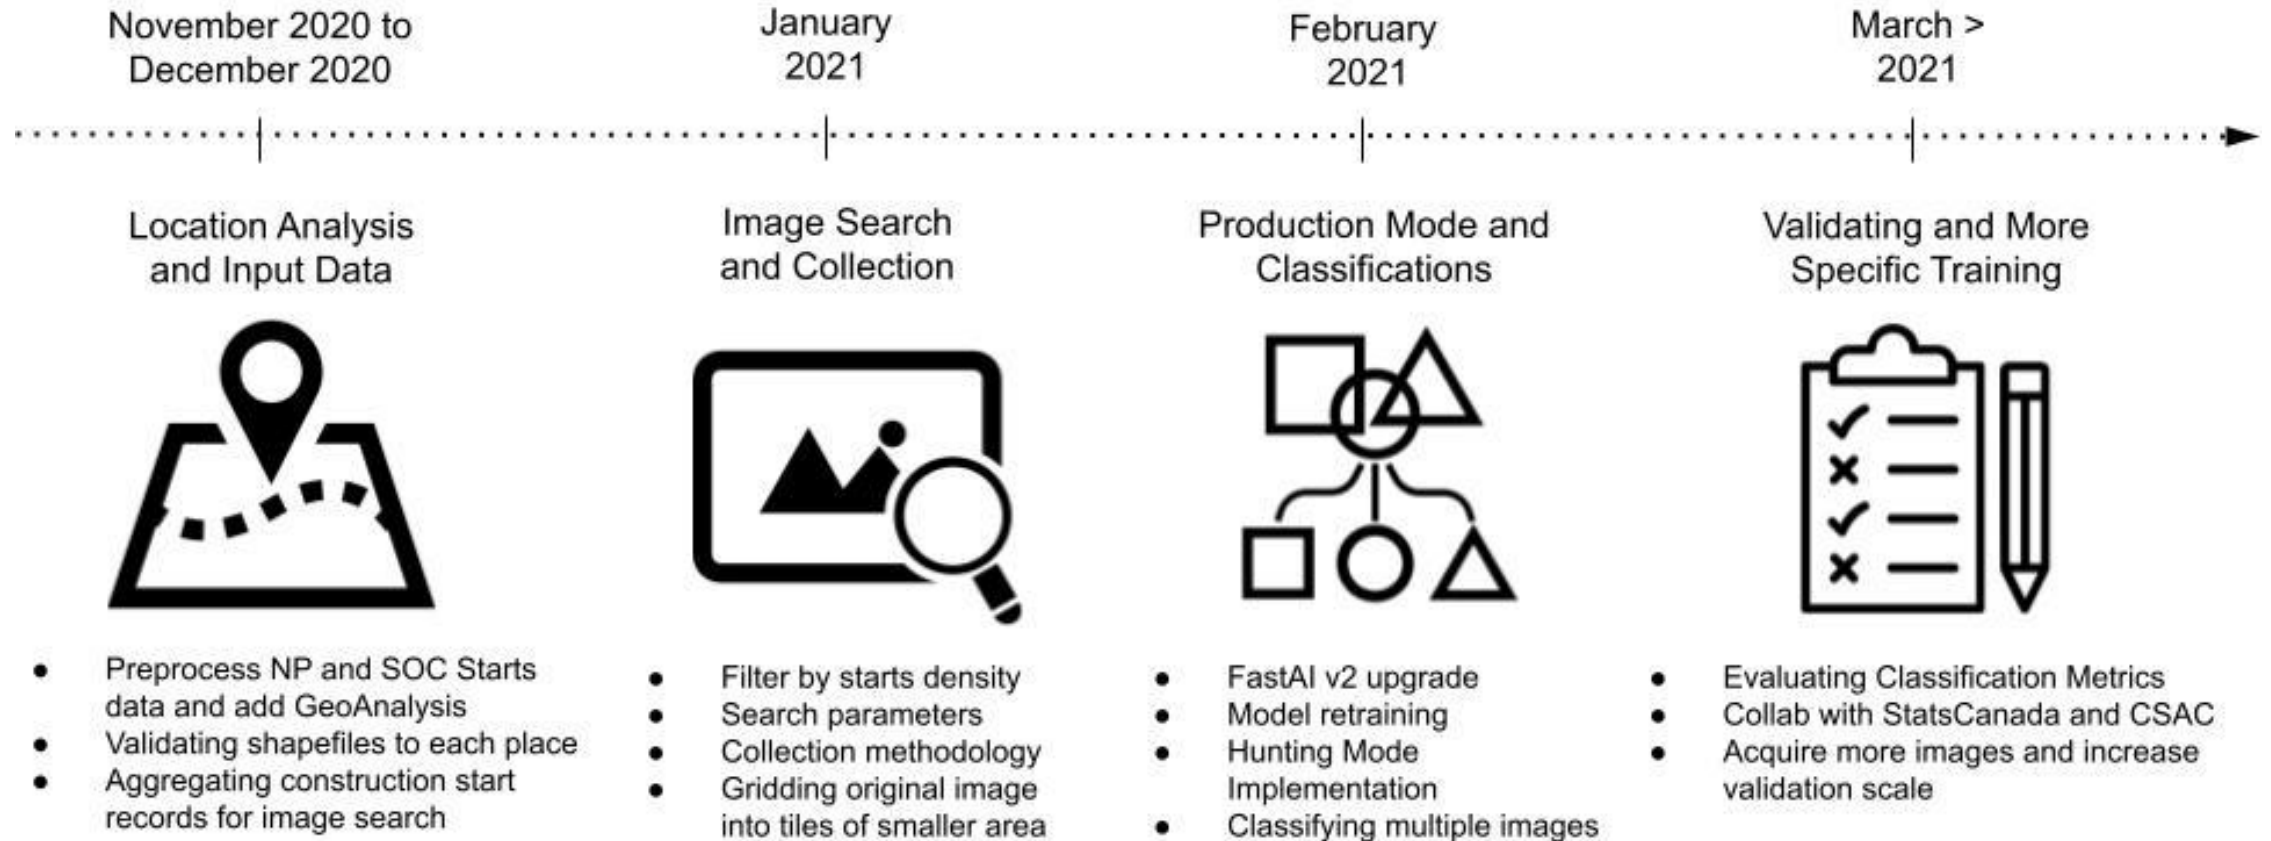 November 2020 to
December 2020
January
2021
February
2021
March >
2021
Location Analysis
and Input Data
Image Search
and Collection
Production Mode and
Classifications
Validating and More
Specific Training
● Preprocess NP and SOC Starts
data and add GeoAnalysis
● Validating shapefiles to each place
● Aggregating construction start
records for image search
● Filter by starts density
● Search parameters
● Collection methodology
● Gridding original image
into tiles of smaller area
● FastAI v2 upgrade
● Model retraining
● Hunting Mode
Implementation
● Classifying multiple images
● Evaluating Classification Metrics
● Collab with StatsCanada and CSAC
● Acquire more images and increase
validation scale